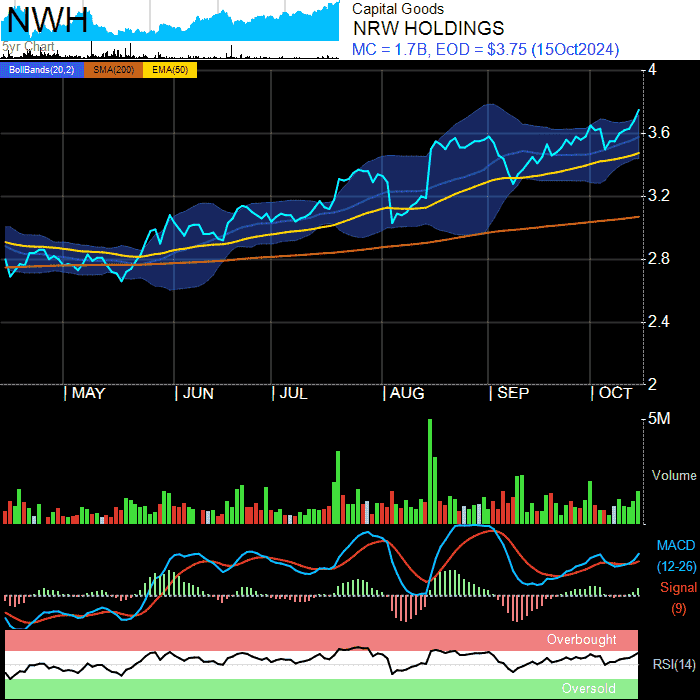 NWH
5yr Chart
Capital Goods
NRW HOLDINGS
MC = 1.7B, EOD = $3.75 (15Oct2024)
BollBands(20,2) SMA(200) EMA(50)
4
3.6
3.2
2.8
2.4
2
MAY JUN JUL AUG SEP OCT
5M
Volume
MACD
(12-26)
Signal
(9)
Overbought
RSI(14)
Oversold